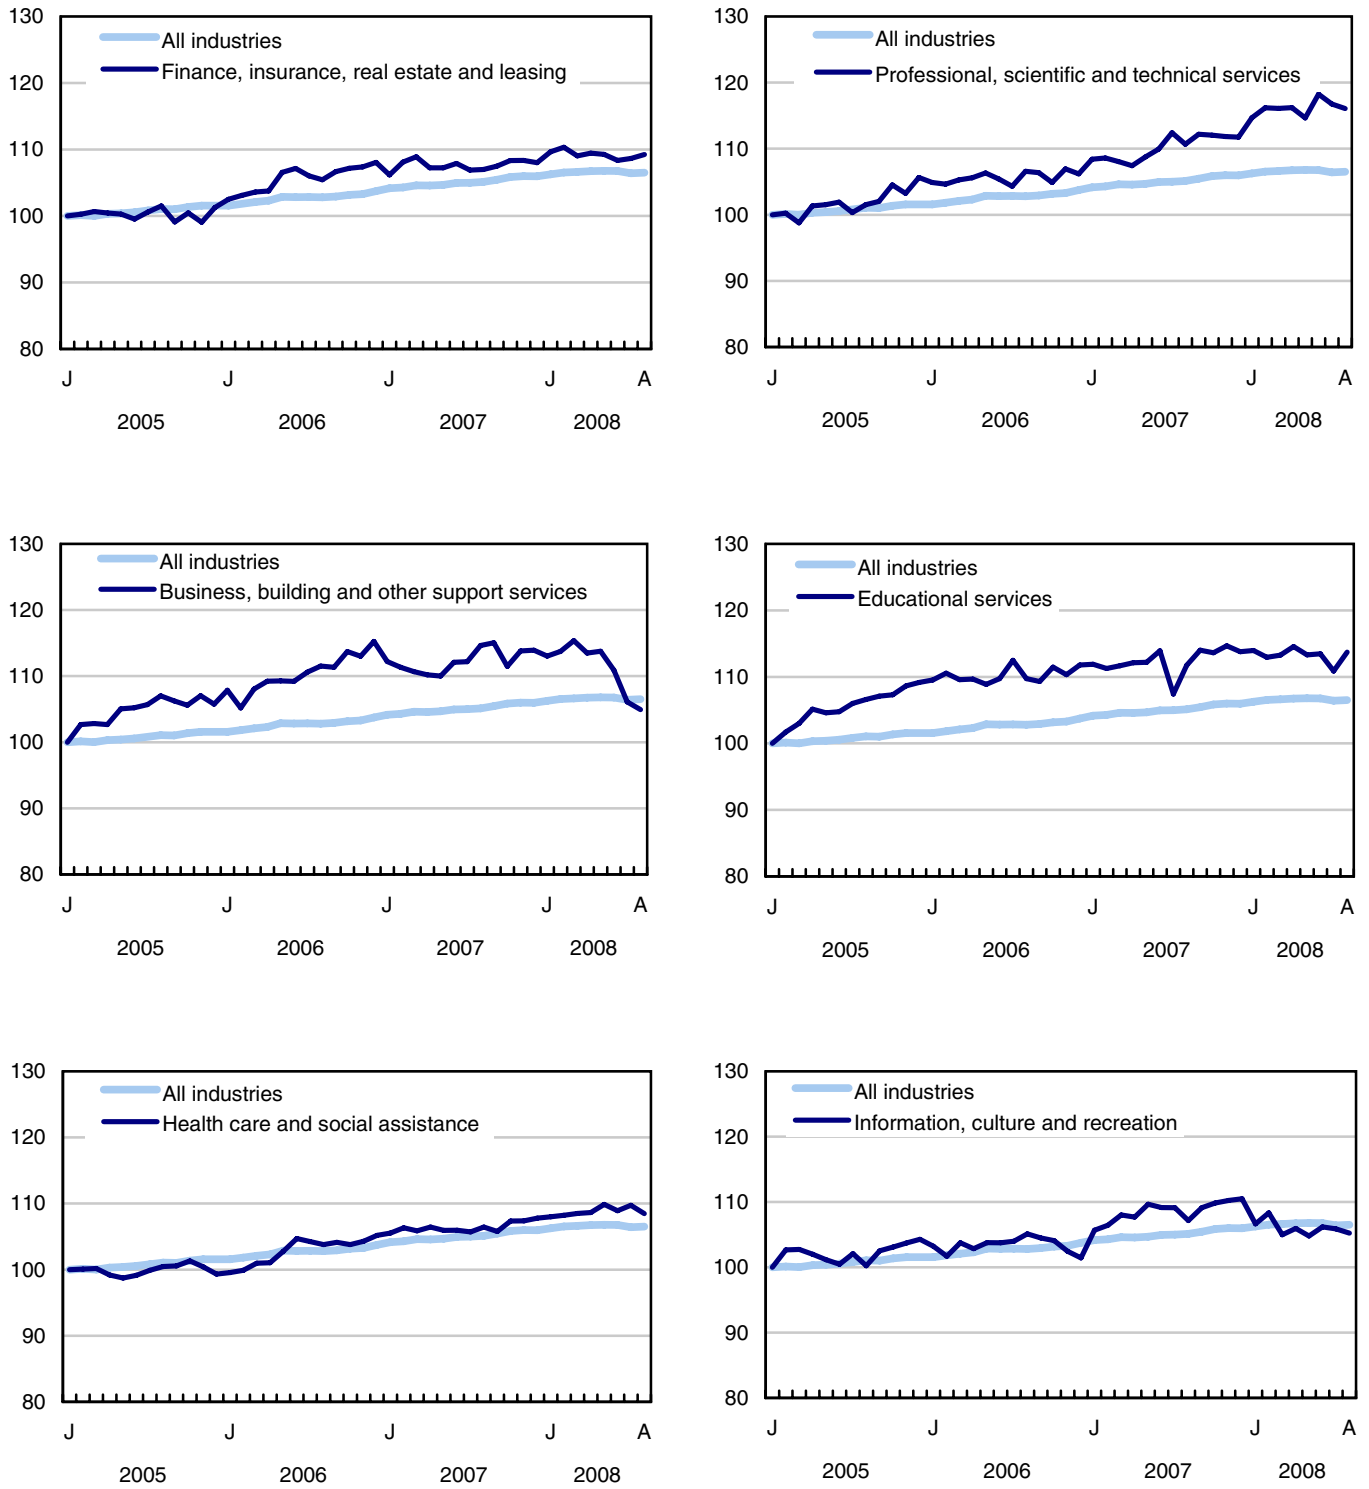 130
120
110
100
90
80
All industries
Finance, insurance, real estate and leasing
J J J J A
2005 2006 2007 2008
130
120
110
100
90
80
All industries
Professional, scientific and technical services
J J J J A
2005 2006 2007 2008
130
120
110
100
90
80
All industries
Business, building and other support services
J J J J A
2005 2006 2007 2008
130
120
110
100
90
80
All industries
Educational services
J J J J A
2005 2006 2007 2008
130
120
110
100
90
80
All industries
Health care and social assistance
J J J J A
2005 2006 2007 2008
130
120
110
100
90
80
All industries
Information, culture and recreation
J J J J A
2005 2006 2007 2008